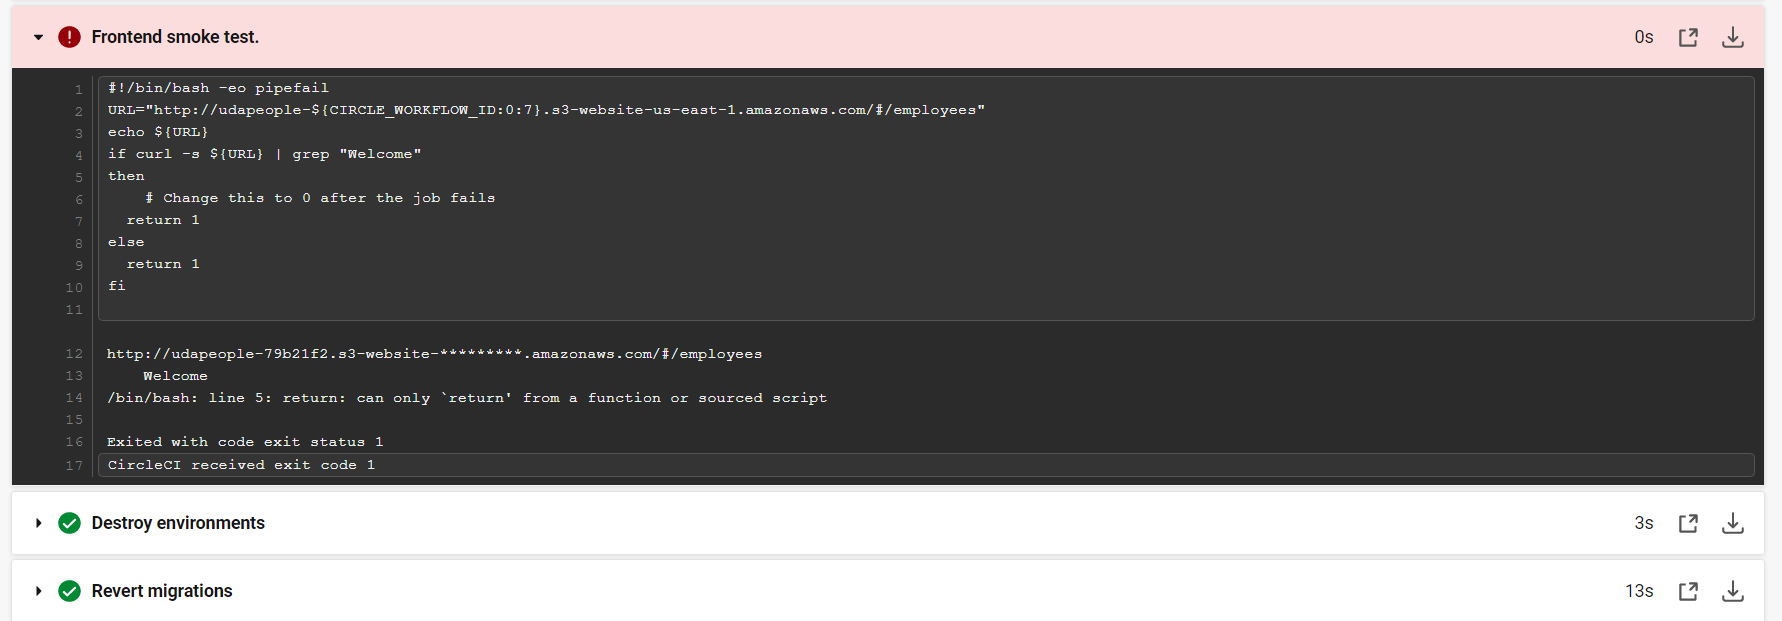 Frontend smoke test.
0s
1 #!/bin/bash -eo pipefail
2 URL="http://udapeople-${CIRCLE_WORKFLOW_ID:0:7}.s3-website-us-east-1.amazonaws.com/#/employees"
3 echo ${URL}
4 if curl -s ${URL} | grep "Welcome"
5 then
6 # Change this to 0 after the job fails
7 return 1
8 else
9 return 1
10 fi
11
12 http://udapeople-79b21f2.s3-website-*********.amazonaws.com/#/employees
13 Welcome
14 /bin/bash: line 5: return: can only `return' from a function or sourced script
15
16 Exited with code exit status 1
17 CircleCI received exit code 1
Destroy environments
3s
Revert migrations
13s